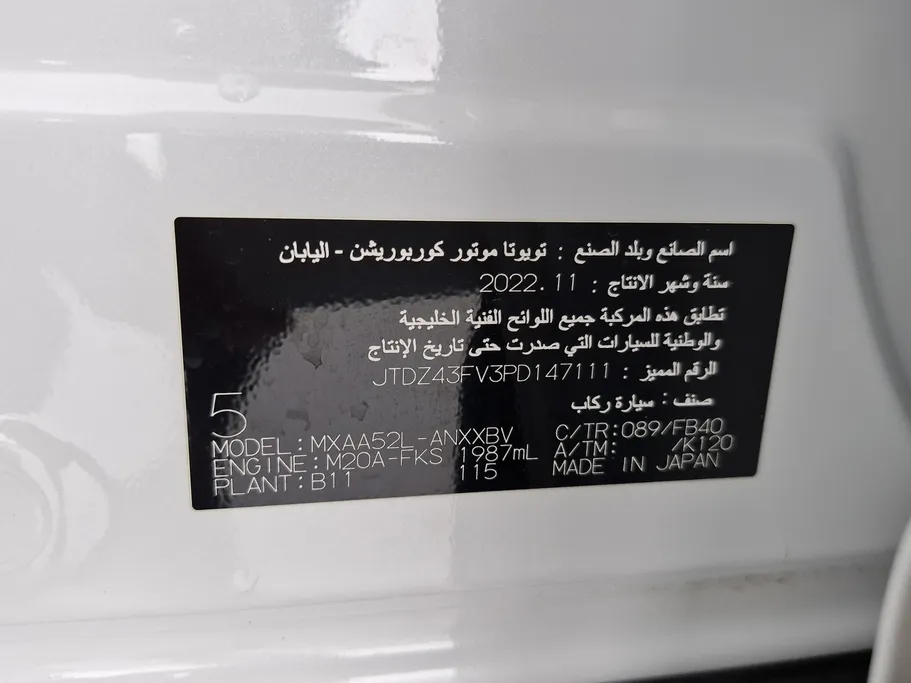 اسم الصانع وبلد الصنع : تويوتا موتور كوربوريشن - اليابان
سنة وشهر الانتاج : 2022.11
تطابق هذه المركبة جميع اللوائح الفنية الخليجية
والوطنية للسيارات التي صدرت حتى تاريخ الإنتاج
الرقم المميز : JTDZ43FV3PD147111
صنف : سيارة ركاب
5
MODEL:MXAA52L-ANXXBV C/TR:089/FB40
ENGINE:M20A-FKS 1987mL A/TM: /K120
PLANT:B11 115 MADE IN JAPAN